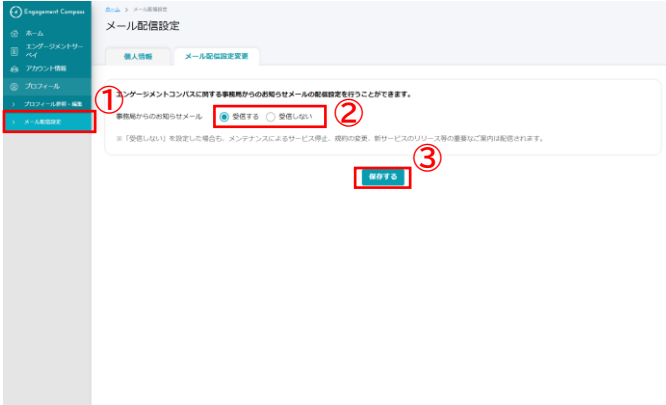 Engagement Compass
ホーム
エンゲージメントサーベイ
アカウント情報
プロフィール
プロフィール参照・編集
メール配信設定
ホーム > メール配信設定
メール配信設定
個人情報
メール配信設定変更
①
エンゲージメントコンパスに関する事務局からのお知らせメールの配信設定を行うことができます。
事務局からのお知らせメール
受信する
受信しない
②
※「受信しない」を設定した場合も、メンテナンスによるサービス停止、規約の変更、新サービスのリリース等の重要なご案内は配信されます。
③
保存する